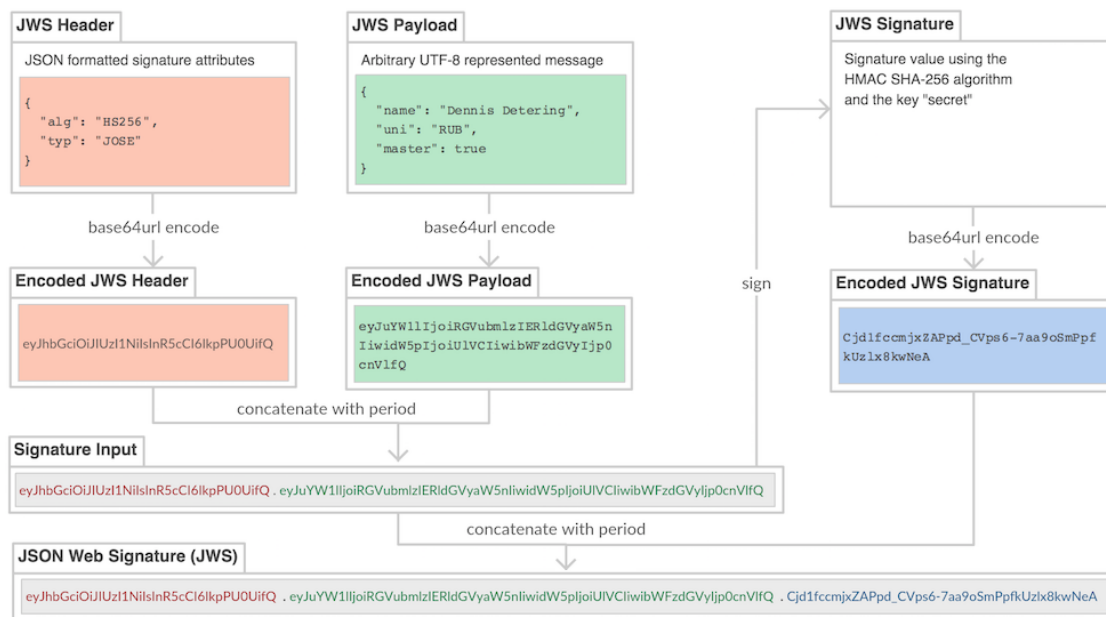 JWS Header
JSON formatted signature attributes
{
"alg": "HS256",
"typ": "JOSE"
}
JWS Payload
Arbitrary UTF-8 represented message
{
"name": "Dennis Detering",
"uni": "RUB",
"master": true
}
JWS Signature
Signature value using the
HMAC SHA-256 algorithm
and the key "secret"
base64url encode
base64url encode
base64url encode
Encoded JWS Header
eyJhbGciOiJIUzI1NiIsInR5cCI6IkpPU0UifQ
Encoded JWS Payload
eyJuYW1lIjoiRGVubmlzIERldGVyaW5n
IiwidW5pIjoiUlVCIiwibWFzdGVyIjp0
cnVlfQ
sign
Encoded JWS Signature
Cjd1fccmjxZAPpd_CVps6-7aa9oSmPpf
kUzlx8kwNeA
concatenate with period
Signature Input
eyJhbGciOiJIUzI1NiIsInR5cCI6IkpPU0UifQ . eyJuYW1lIjoiRGVubmlzIERldGVyaW5nIiwidW5pIjoiUlVCIiwibWFzdGVyIjp0cnVlfQ
concatenate with period
JSON Web Signature (JWS)
eyJhbGciOiJIUzI1NiIsInR5cCI6IkpPU0UifQ . eyJuYW1lIjoiRGVubmlzIERldGVyaW5nIiwidW5pIjoiUlVCIiwibWFzdGVyIjp0cnVlfQ . Cjd1fccmjxZAPpd_CVps6-7aa9oSmPpfkUzlx8kwNeA